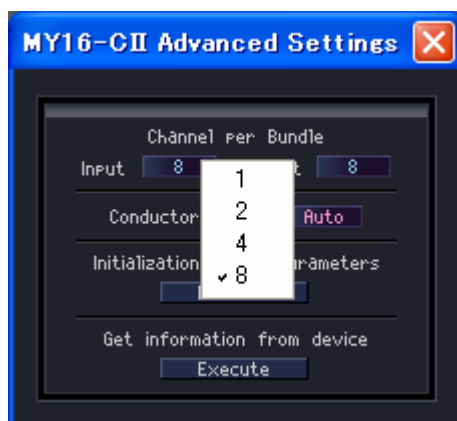 MY16-CII Advanced Settings
Channel per Bundle
Input 8 8
1
2
4
✓8
Conductor Auto
Initialization
Get information from device
Execute